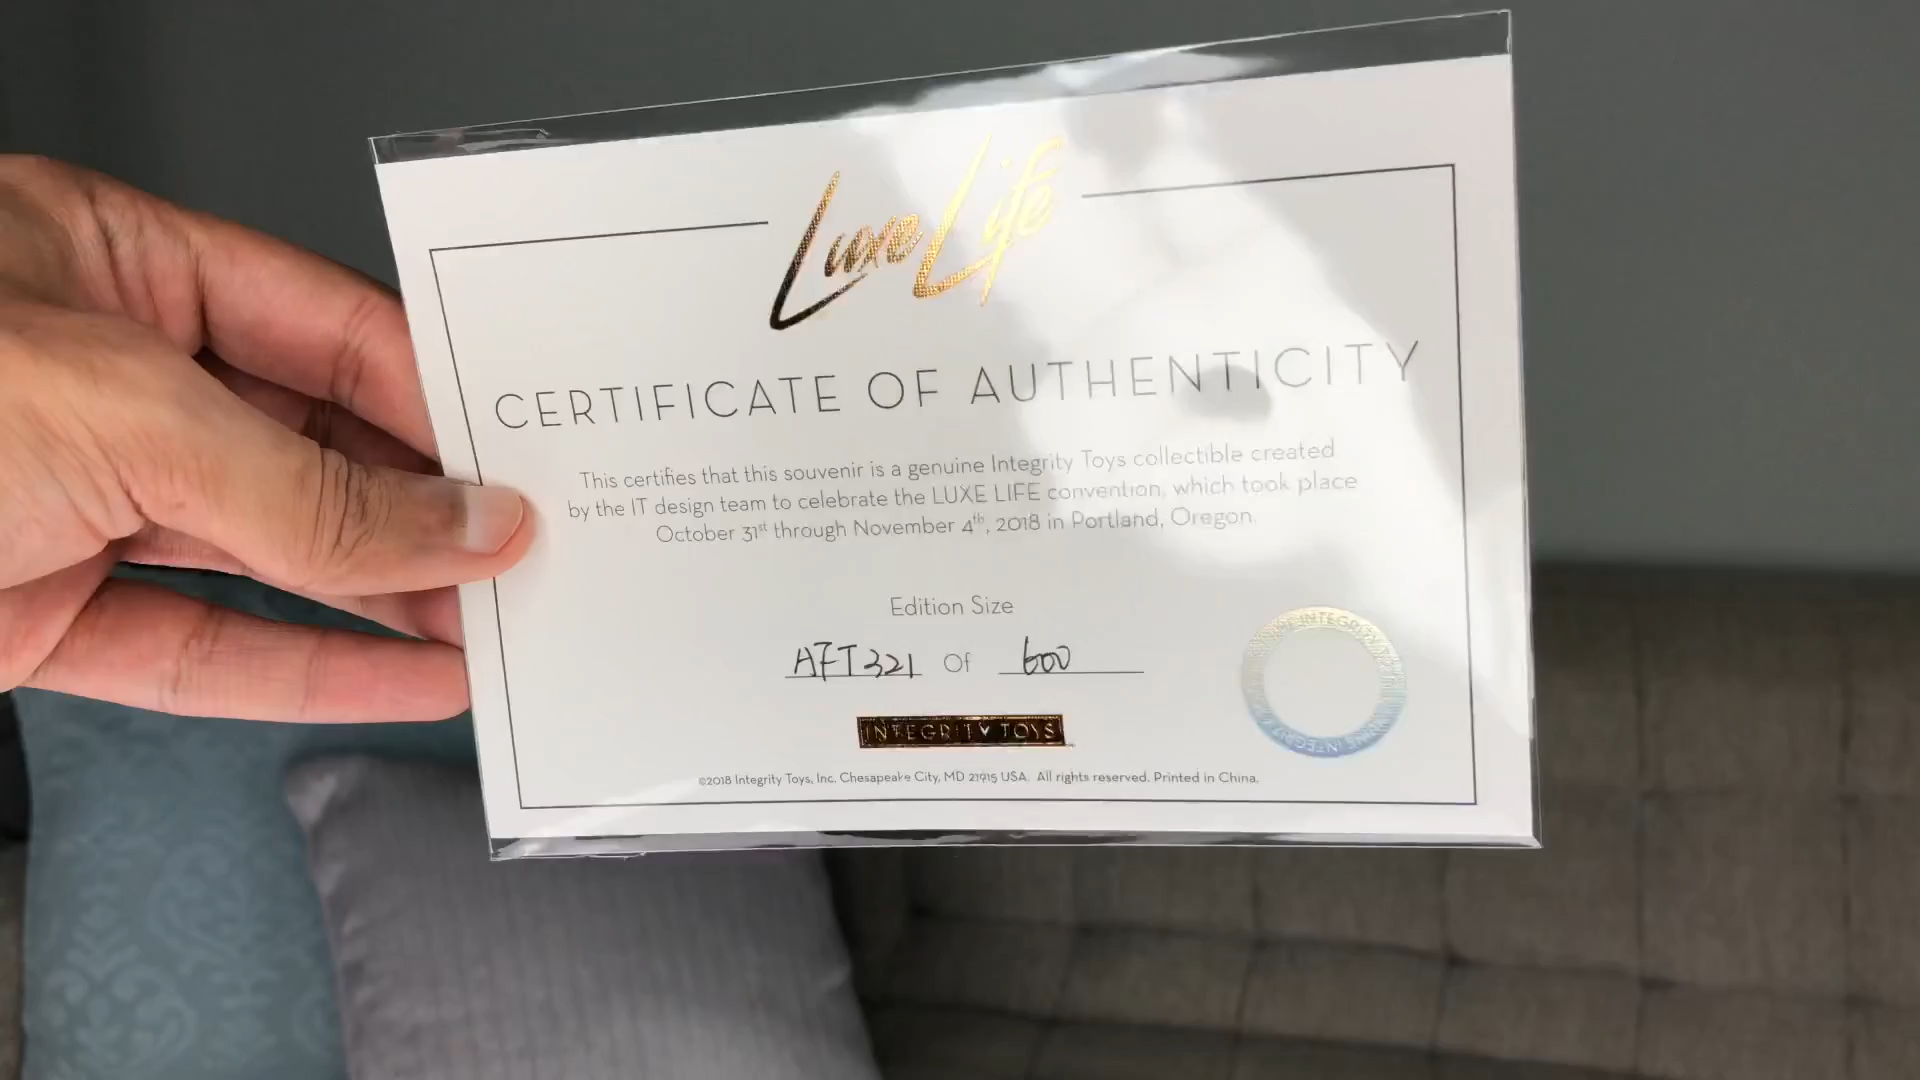 Luxe Life
CERTIFICATE OF AUTHENTICITY
This certifies that this souvenir is a genuine Integrity Toys collectible created
by the IT design team to celebrate the LUXE LIFE convention, which took place
October 31st through November 4th, 2018 in Portland, Oregon.
Edition Size
AFT321 Of 600
INTEGRITY TOYS
©2018 Integrity Toys, Inc. Chesapeake City, MD 21915 USA. All rights reserved. Printed in China.